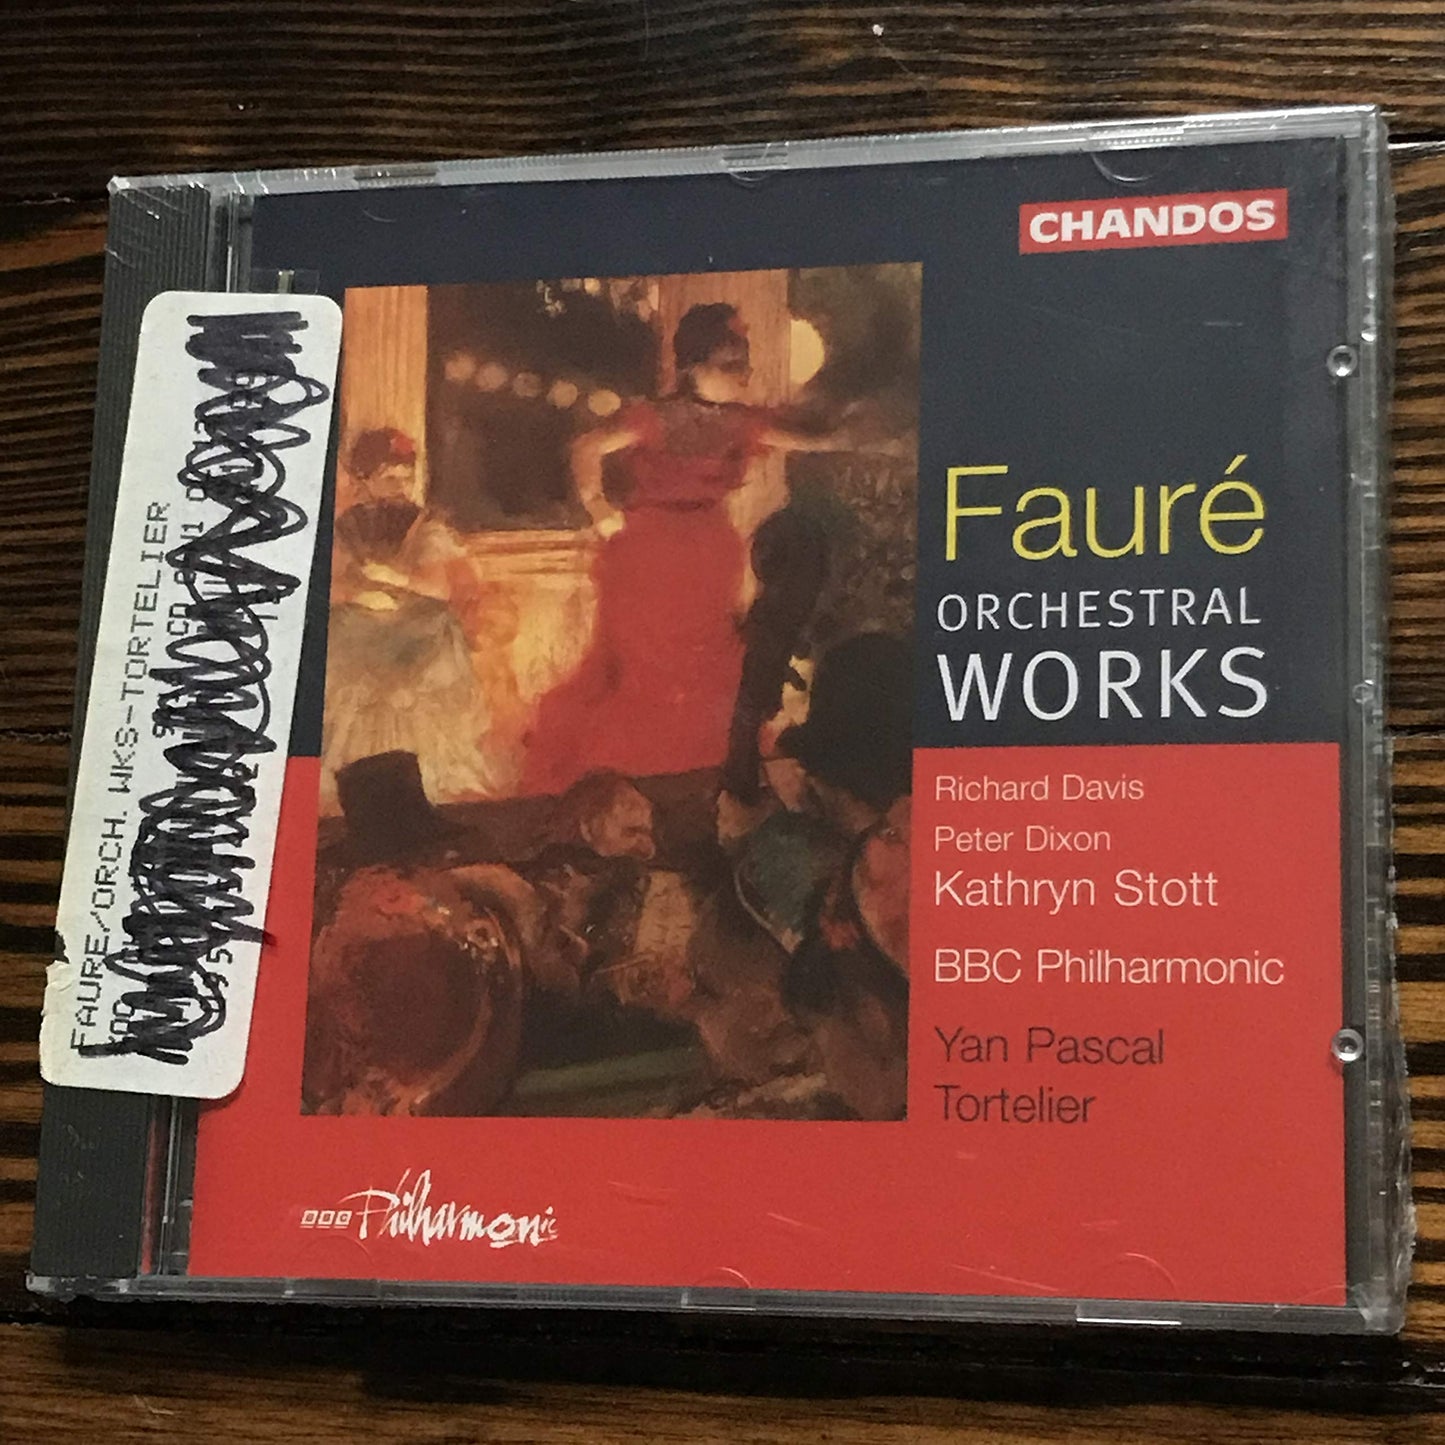 CHANDOS
Fauré
ORCHESTRAL
WORKS
Richard Davis
Peter Dixon
Kathryn Stott
BBC Philharmonic
Yan Pascal
Tortelier
BBC Philharmonic
FAURE/ORCH. WKS-TORTELIER